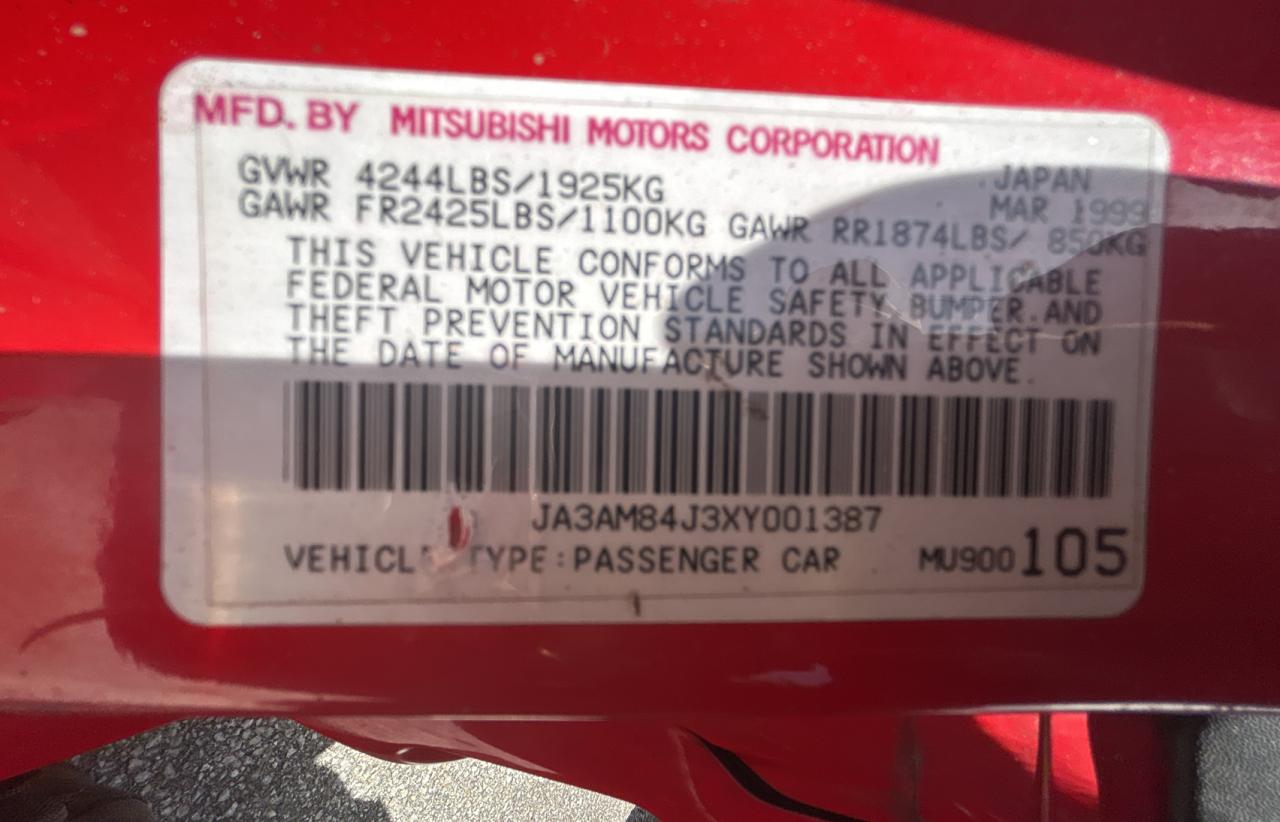 MFD. BY MITSUBISHI MOTORS CORPORATION
GVWR 4244LBS/1925KG JAPAN
MAR 1999
GAWR FR2425LBS/1100KG GAWR RR1874LBS/ 850KG
THIS VEHICLE CONFORMS TO ALL APPLICABLE
FEDERAL MOTOR VEHICLE SAFETY BUMPER AND
THEFT PREVENTION STANDARDS IN EFFECT ON
THE DATE OF MANUFACTURE SHOWN ABOVE.
JA3AM84J3XY001387
VEHICLE TYPE:PASSENGER CAR MU900105